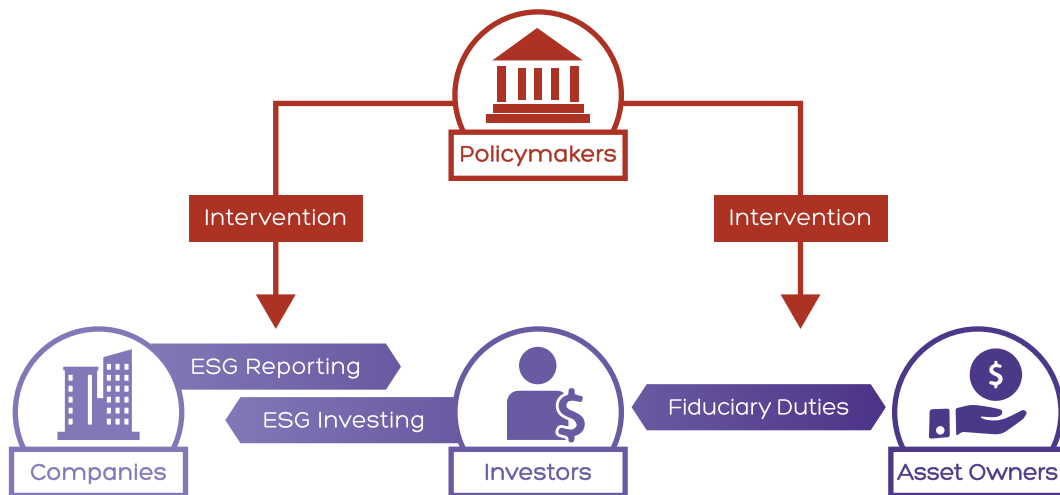 Policymakers
Intervention
Intervention
ESG Reporting
ESG Investing
Fiduciary Duties
Companies
Investors
Asset Owners